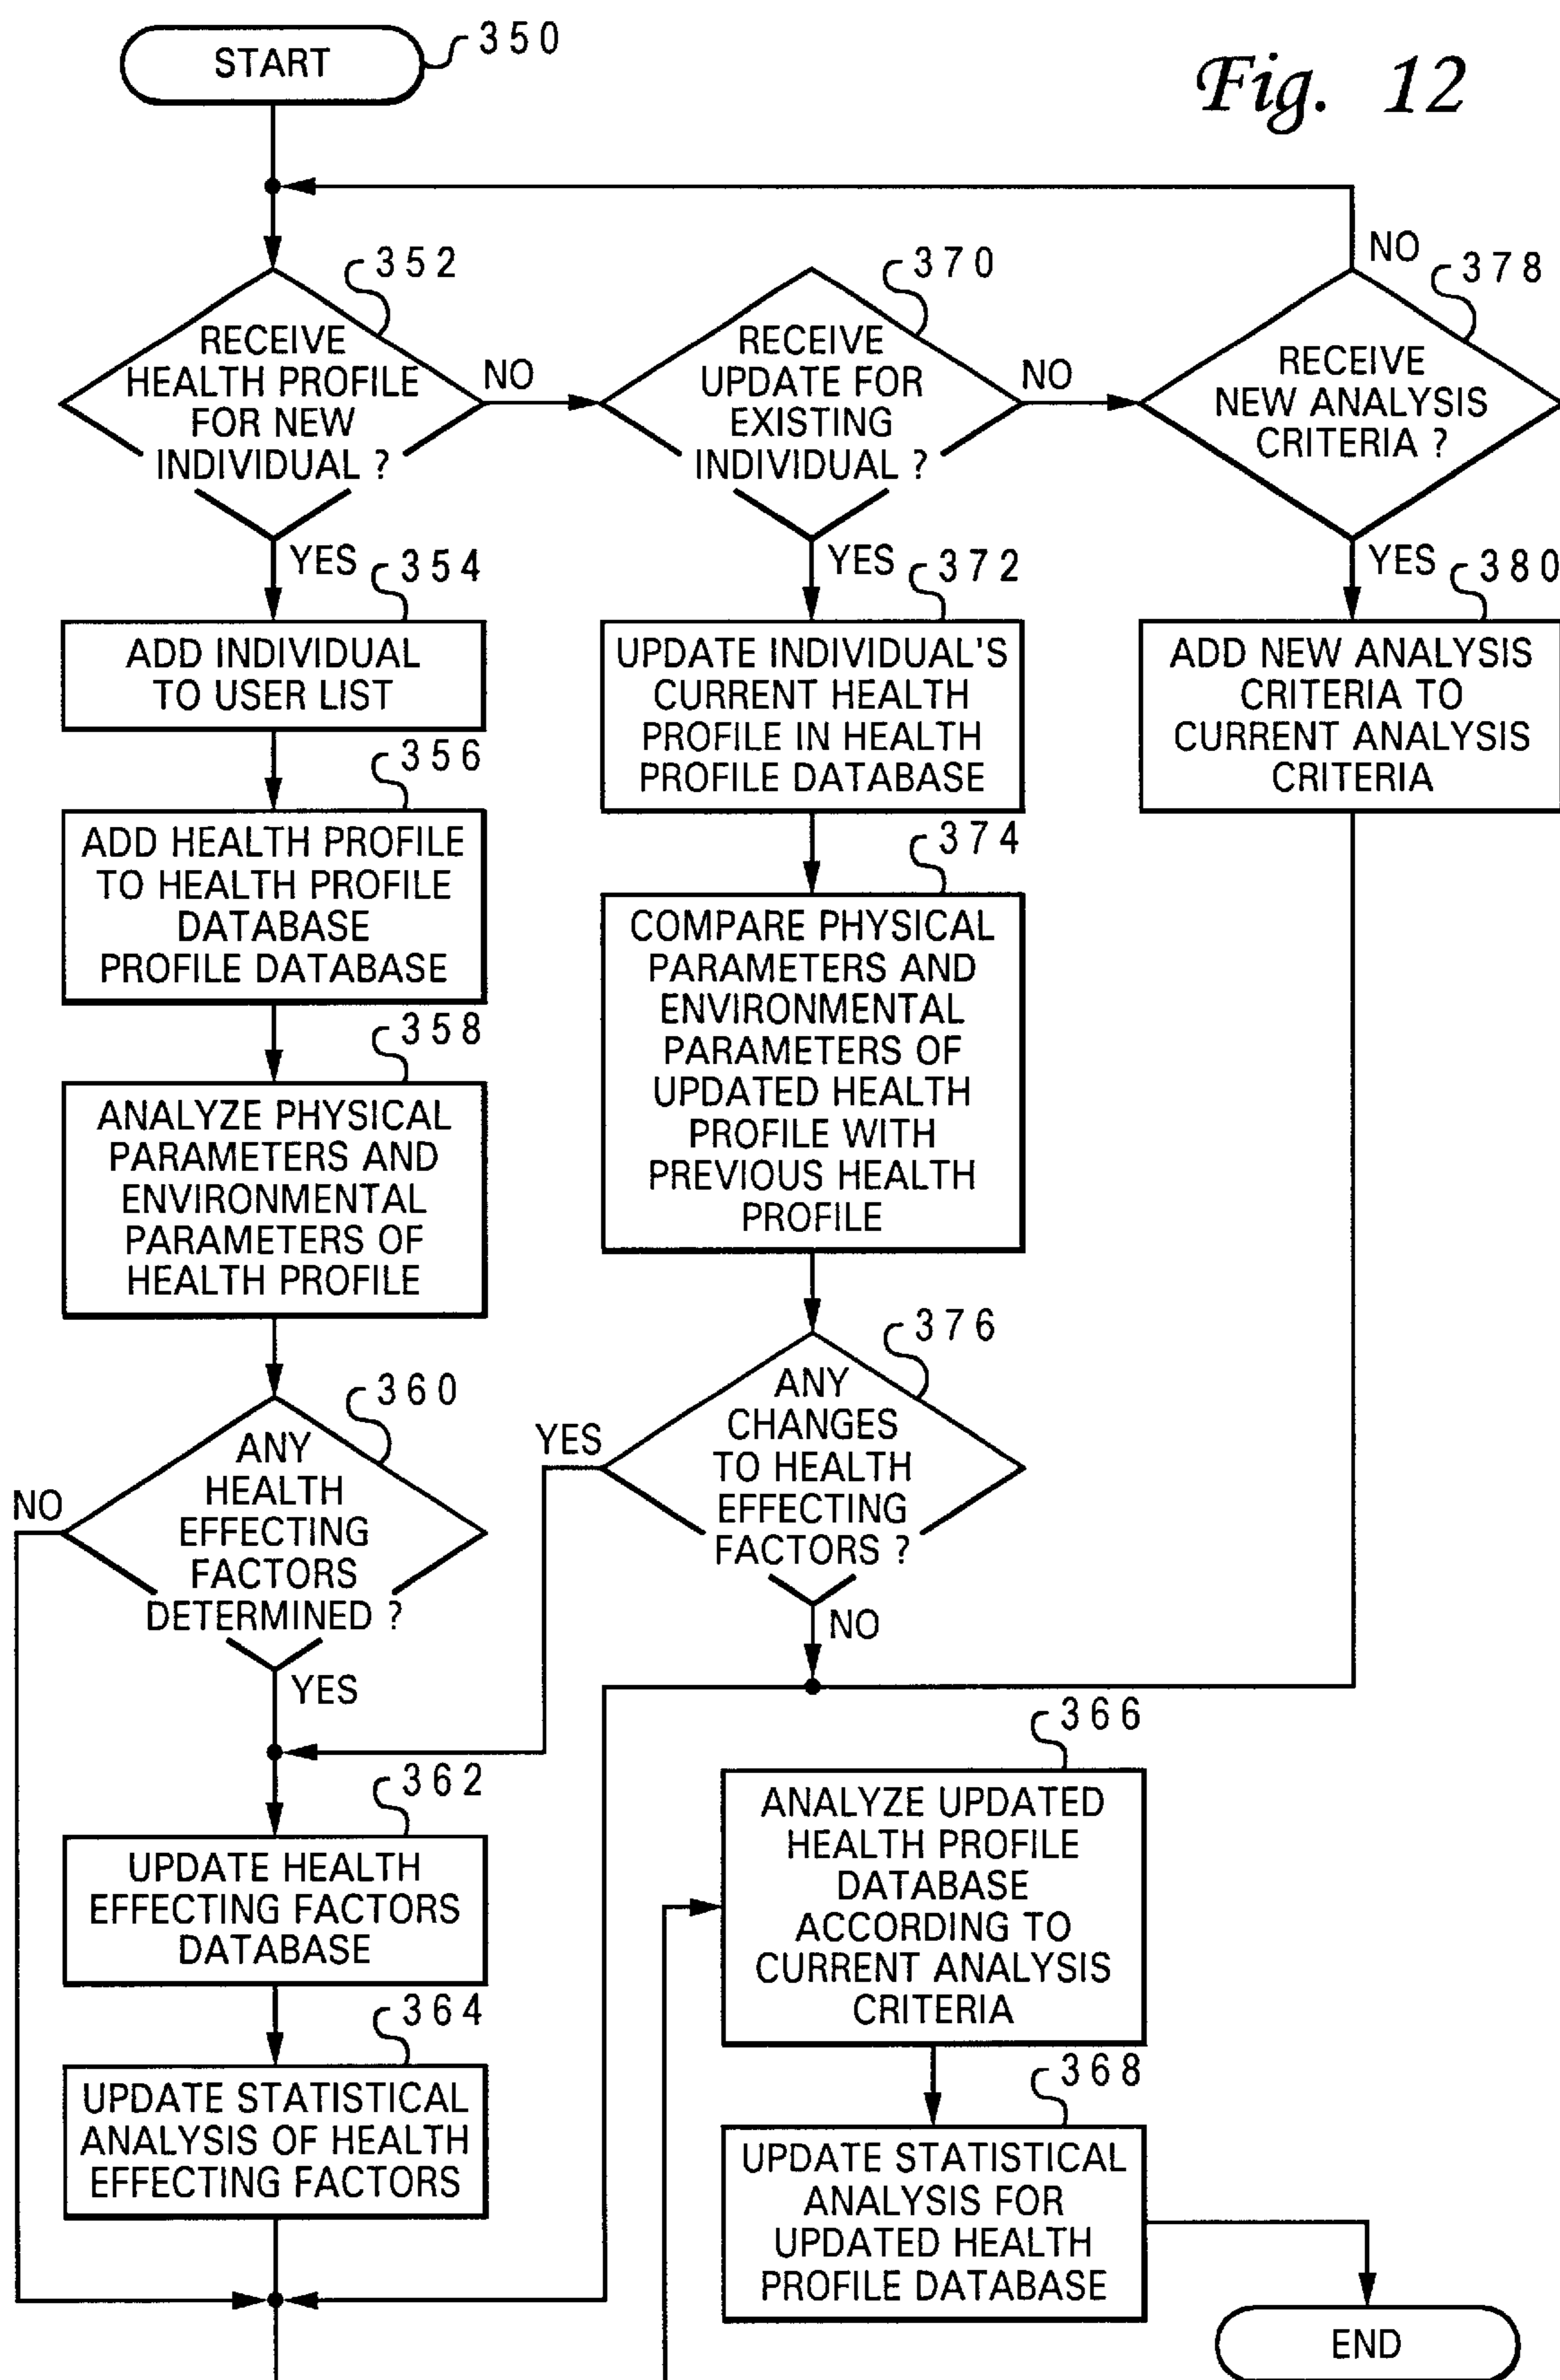 START
350
Fig. 12
352
RECEIVE
HEALTH PROFILE
FOR NEW
INDIVIDUAL ?
NO
YES
370
RECEIVE
UPDATE FOR
EXISTING
INDIVIDUAL ?
NO
YES
NO
378
RECEIVE
NEW ANALYSIS
CRITERIA ?
YES
354
ADD INDIVIDUAL
TO USER LIST
372
UPDATE INDIVIDUAL'S
CURRENT HEALTH
PROFILE IN HEALTH
PROFILE DATABASE
380
ADD NEW ANALYSIS
CRITERIA TO
CURRENT ANALYSIS
CRITERIA
356
ADD HEALTH PROFILE
TO HEALTH PROFILE
DATABASE
PROFILE DATABASE
374
COMPARE PHYSICAL
PARAMETERS AND
ENVIRONMENTAL
PARAMETERS OF
UPDATED HEALTH
PROFILE WITH
PREVIOUS HEALTH
PROFILE
358
ANALYZE PHYSICAL
PARAMETERS AND
ENVIRONMENTAL
PARAMETERS OF
HEALTH PROFILE
360
ANY
HEALTH
EFFECTING
FACTORS
DETERMINED ?
NO
YES
376
ANY
CHANGES
TO HEALTH
EFFECTING
FACTORS ?
YES
NO
362
UPDATE HEALTH
EFFECTING FACTORS
DATABASE
364
UPDATE STATISTICAL
ANALYSIS OF HEALTH
EFFECTING FACTORS
366
ANALYZE UPDATED
HEALTH PROFILE
DATABASE
ACCORDING TO
CURRENT ANALYSIS
CRITERIA
368
UPDATE STATISTICAL
ANALYSIS FOR
UPDATED HEALTH
PROFILE DATABASE
END